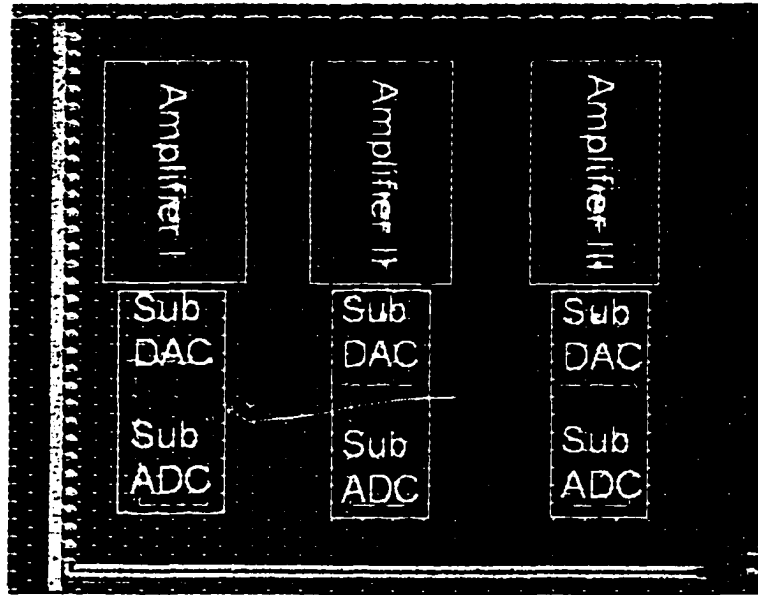 Amplifier I
Amplifier II
Amplifier III
Sub
DAC
Sub
DAC
Sub
DAC
Sub
ADC
Sub
ADC
Sub
ADC